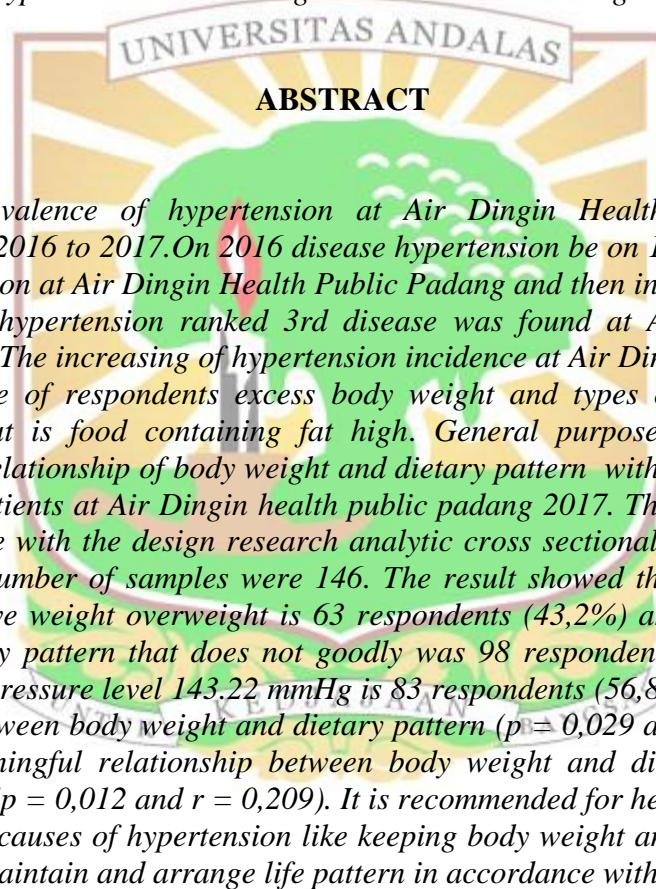 UNIVERSITAS ANDALAS
ABSTRACT
valence of hypertension at Air Dingin Health
2016 to 2017.On 2016 disease hypertension be on
on at Air Dingin Health Public Padang and then in
hypertension ranked 3rd disease was found at A
The increasing of hypertension incidence at Air Di
e of respondents excess body weight and types
t is food containing fat high. General purpose
elationship of body weight and dietary pattern with
tients at Air Dingin health public padang 2017. Th
e with the design research analytic cross sectional
umber of samples were 146. The result showed th
ve weight overweight is 63 respondents (43,2%) a
y pattern that does not goodly was 98 responden
ressure level 143.22 mmHg is 83 respondents (56,8
ween body weight and dietary pattern (p = 0,029 a
ningful relationship between body weight and di
p = 0,012 and r = 0,209). It is recommended for he
causes of hypertension like keeping body weight an
aintain and arrange life pattern in accordance with
UNTUK KEDJAJAAN BANGSA